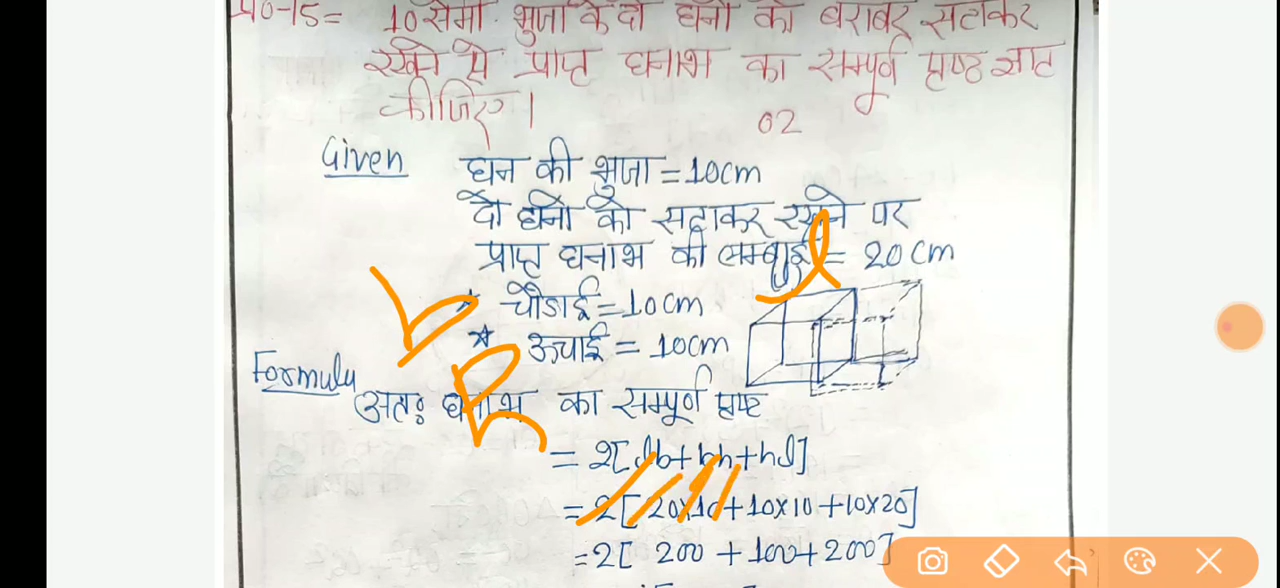 प्र०-15= 10 सेमी. भुजा के दो घनो को बराबर सटाकर
रखने से प्राप्त घनाभ का सम्पूर्ण पृष्ठ ज्ञात
कीजिए।
02
Given घन की भुजा = 10cm
दो घनो को सटाकर रखने पर
प्राप्त घनाभ की लम्बाई = 20cm
l
b * चौडाई = 10cm
* ऊचाई = 10cm
h
Formula
अतः घनाभ का सम्पूर्ण पृष्ठ
= 2[lb+bh+hl]
= 2[20x10+10x10+10x20]
=2[ 200 + 100+ 200]